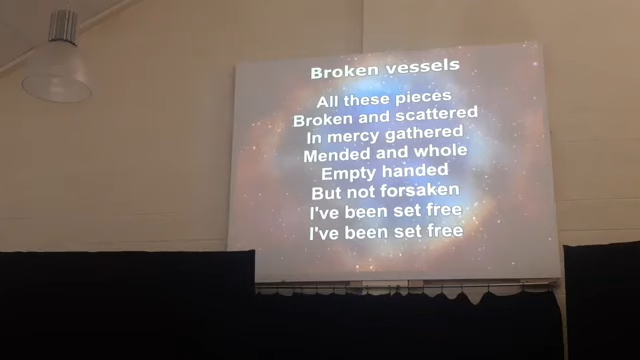 Broken vessels
All these pieces
Broken and scattered
In mercy gathered
Mended and whole
Empty handed
But not forsaken
I've been set free
I've been set free